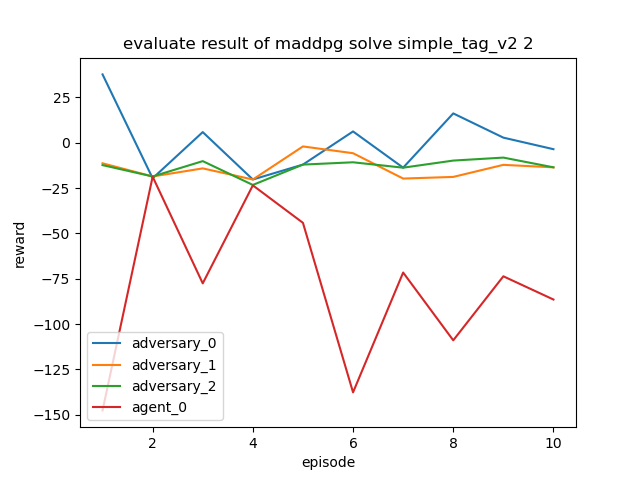 evaluate result of maddpg solve simple_tag_v2 2
25
0
−25
−50
−75
−100
−125
−150
reward
adversary_0
adversary_1
adversary_2
agent_0
2
4
6
8
10
episode